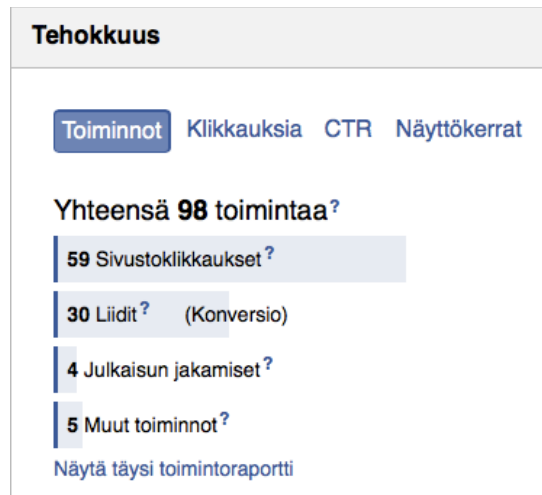 Tehokkuus
Toiminnot Klikkauksia CTR Näyttökerrat
Yhteensä 98 toimintaa?
59 Sivustoklikkaukset?
30 Liidit? (Konversio)
4 Julkaisun jakamiset?
5 Muut toiminnot?
Näytä täysi toimintoraportti